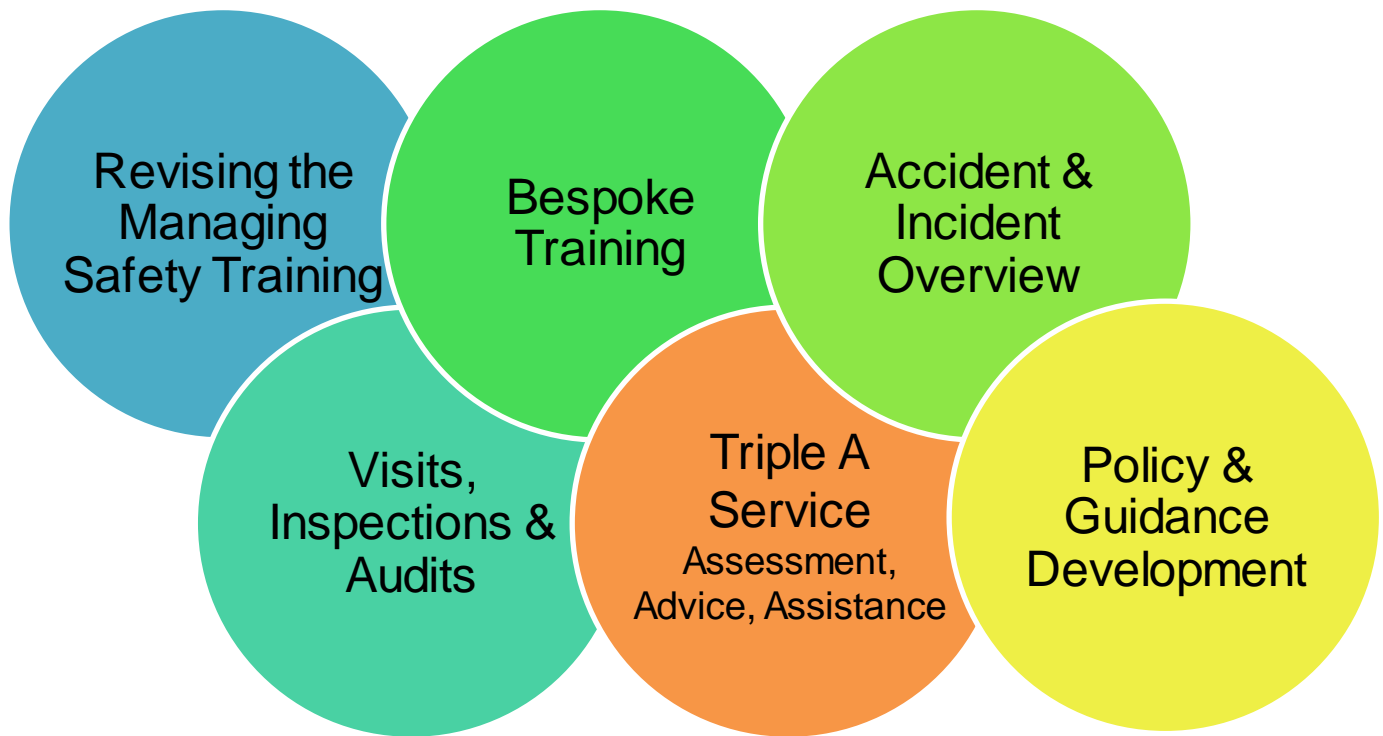 Revising the
Managing
Safety Training
Bespoke
Training
Accident &
Incident
Overview
Visits,
Inspections &
Audits
Triple A
Service
Assessment,
Advice, Assistance
Policy &
Guidance
Development